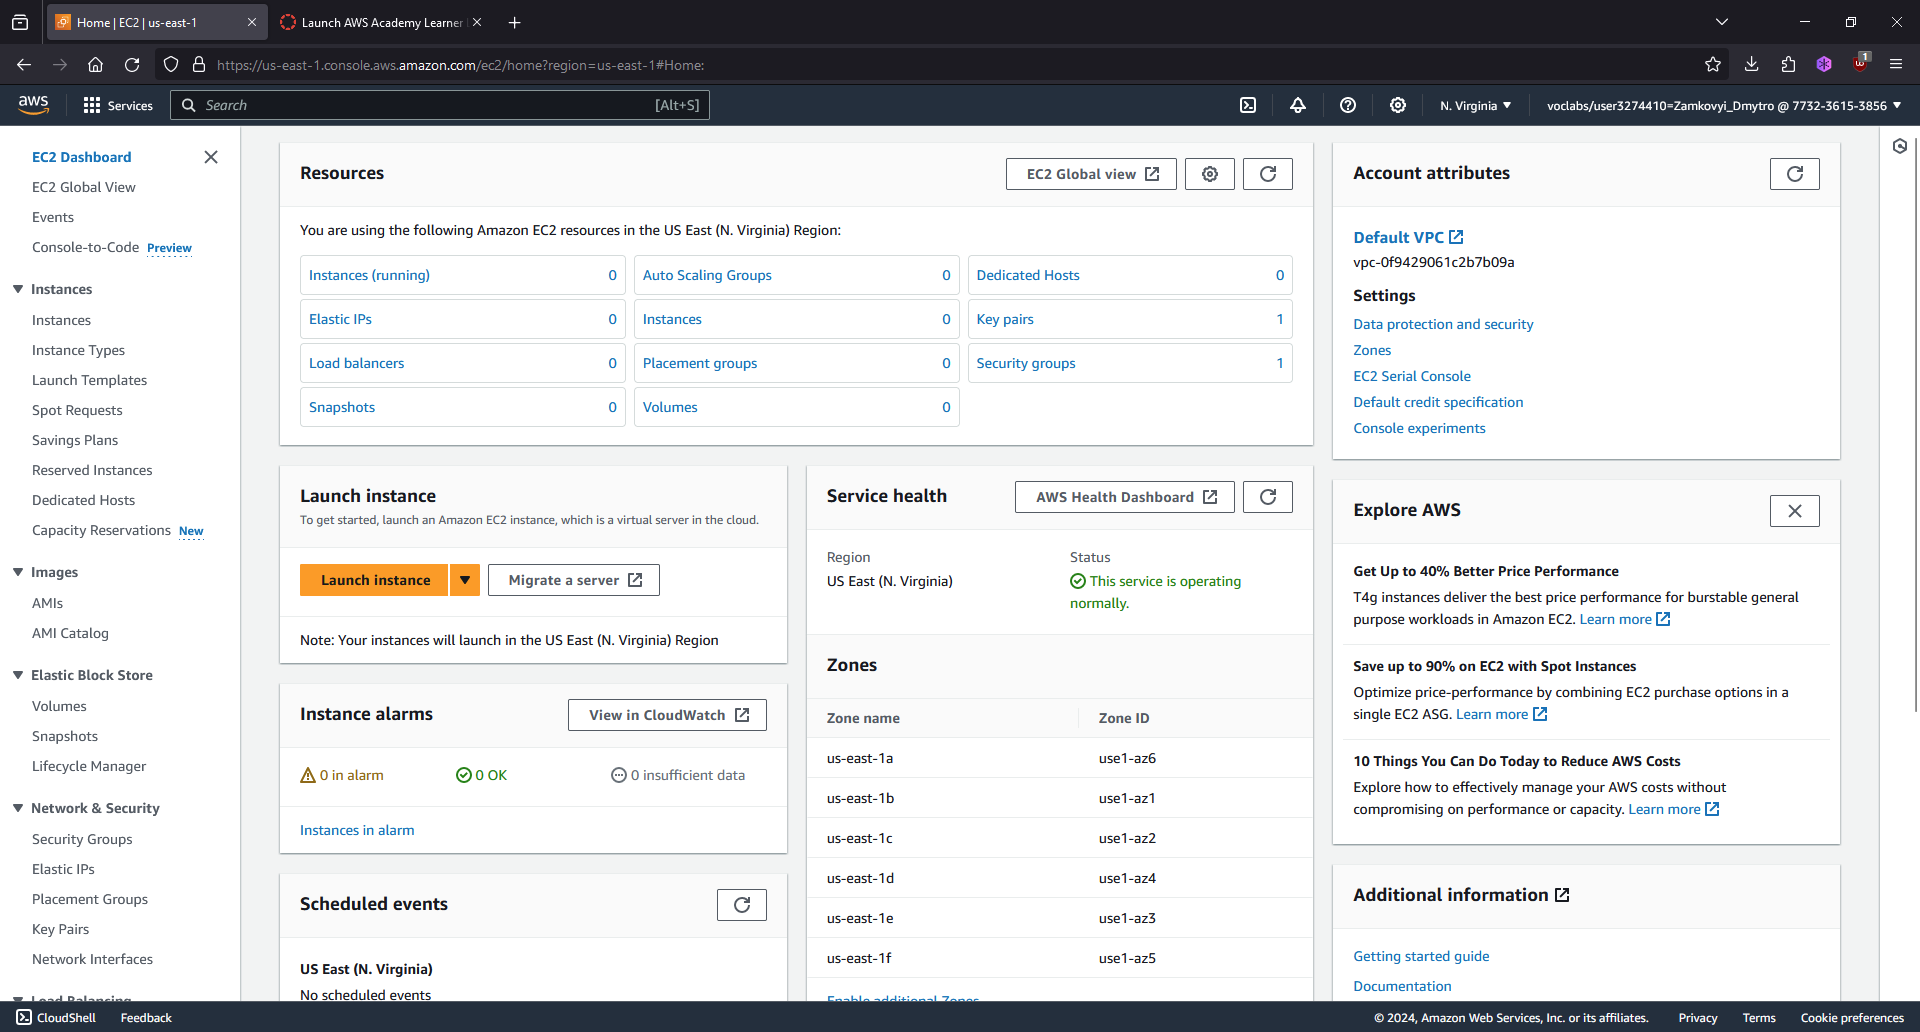 Home | EC2 | us-east-1
Launch AWS Academy Learner
https://us-east-1.console.aws.amazon.com/ec2/home?region=us-east-1#Home:
1
aws
Services
Search
[Alt+S]
N. Virginia
voclabs/user3274410=Zamkovyi_Dmytro @ 7732-3615-3856
EC2 Dashboard
EC2 Global View
Events
Console-to-Code Preview
Instances
Instances
Instance Types
Launch Templates
Spot Requests
Savings Plans
Reserved Instances
Dedicated Hosts
Capacity Reservations New
Images
AMIs
AMI Catalog
Elastic Block Store
Volumes
Snapshots
Lifecycle Manager
Network & Security
Security Groups
Elastic IPs
Placement Groups
Key Pairs
Network Interfaces
Load Balancing
Resources
EC2 Global view
You are using the following Amazon EC2 resources in the US East (N. Virginia) Region:
Instances (running) 0
Auto Scaling Groups 0
Dedicated Hosts 0
Elastic IPs 0
Instances 0
Key pairs 1
Load balancers 0
Placement groups 0
Security groups 1
Snapshots 0
Volumes 0
Launch instance
To get started, launch an Amazon EC2 instance, which is a virtual server in the cloud.
Launch instance
Migrate a server
Note: Your instances will launch in the US East (N. Virginia) Region
Instance alarms
View in CloudWatch
0 in alarm
0 OK
0 insufficient data
Instances in alarm
Scheduled events
US East (N. Virginia)
No scheduled events
Service health
AWS Health Dashboard
Region
US East (N. Virginia)
Status
This service is operating
normally.
Zones
Zone name Zone ID
us-east-1a use1-az6
us-east-1b use1-az1
us-east-1c use1-az2
us-east-1d use1-az4
us-east-1e use1-az3
us-east-1f use1-az5
Enable additional Zones
Account attributes
Default VPC
vpc-0f9429061c2b7b09a
Settings
Data protection and security
Zones
EC2 Serial Console
Default credit specification
Console experiments
Explore AWS
Get Up to 40% Better Price Performance
T4g instances deliver the best price performance for burstable general
purpose workloads in Amazon EC2. Learn more
Save up to 90% on EC2 with Spot Instances
Optimize price-performance by combining EC2 purchase options in a
single EC2 ASG. Learn more
10 Things You Can Do Today to Reduce AWS Costs
Explore how to effectively manage your AWS costs without
compromising on performance or capacity. Learn more
Additional information
Getting started guide
Documentation
CloudShell
Feedback
© 2024, Amazon Web Services, Inc. or its affiliates.
Privacy
Terms
Cookie preferences